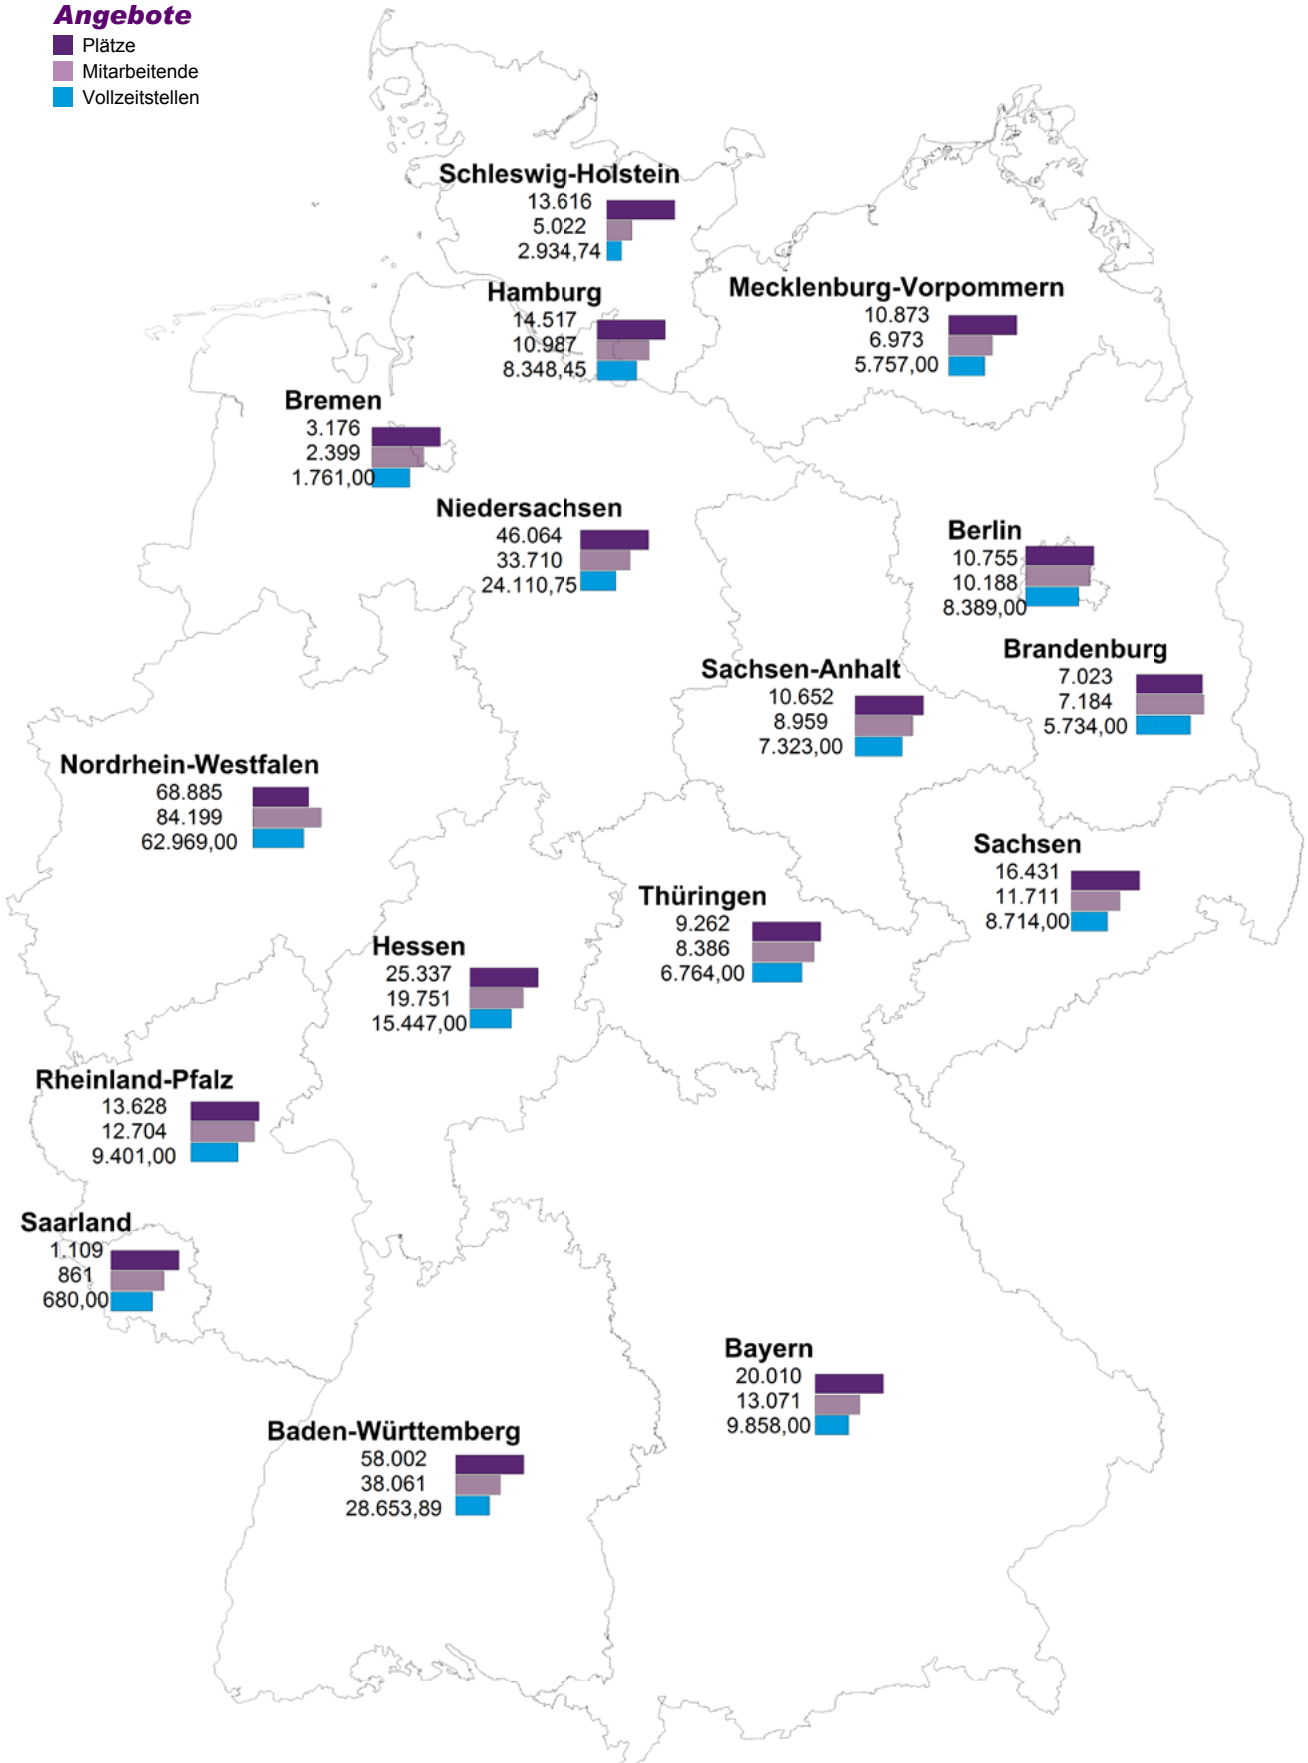 Angebote
Plätze
Mitarbeitende
Vollzeitstellen
Schleswig-Holstein
13.616
5.022
2.934,74
Hamburg
14.517
10.987
8.348,45
Mecklenburg-Vorpommern
10.873
6.973
5.757,00
Bremen
3.176
2.399
1.761,00
Niedersachsen
46.064
33.710
24.110,75
Berlin
10.755
10.188
8.389,00
Brandenburg
7.023
7.184
5.734,00
Sachsen-Anhalt
10.652
8.959
7.323,00
Nordrhein-Westfalen
68.885
84.199
62.969,00
Sachsen
16.431
11.711
8.714,00
Thüringen
9.262
8.386
6.764,00
Hessen
25.337
19.751
15.447,00
Rheinland-Pfalz
13.628
12.704
9.401,00
Saarland
1.109
861
680,00
Bayern
20.010
13.071
9.858,00
Baden-Württemberg
58.002
38.061
28.653,89